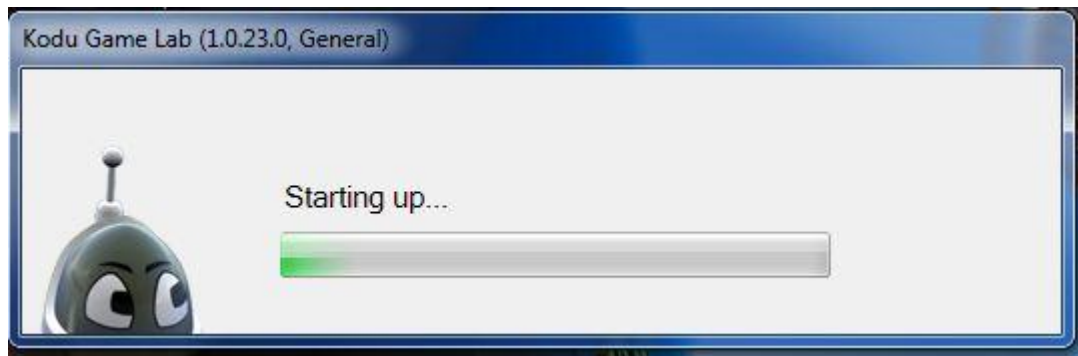 Kodu Game Lab (1.0.23.0, General)
Starting up...